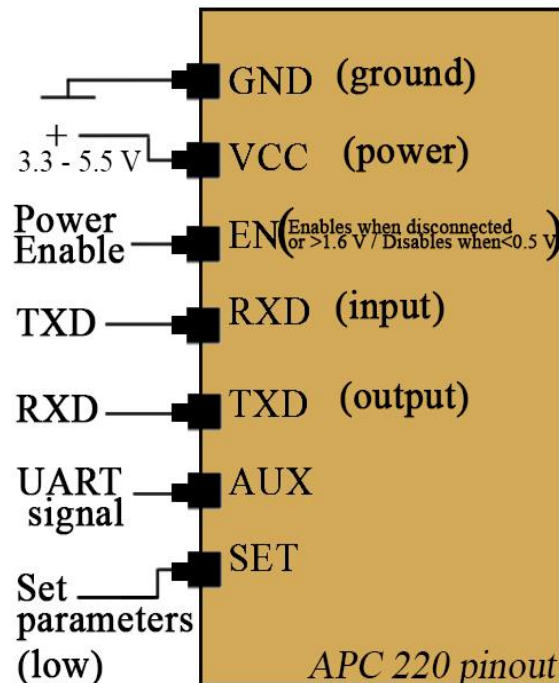 GND (ground)
+
3.3 - 5.5 V
VCC (power)
Power
Enable
EN (Enables when disconnected
or >1.6 V / Disables when<0.5 V)
TXD
RXD (input)
RXD
TXD (output)
UART
signal
AUX
SET
Set
parameters
(low)
APC 220 pinout